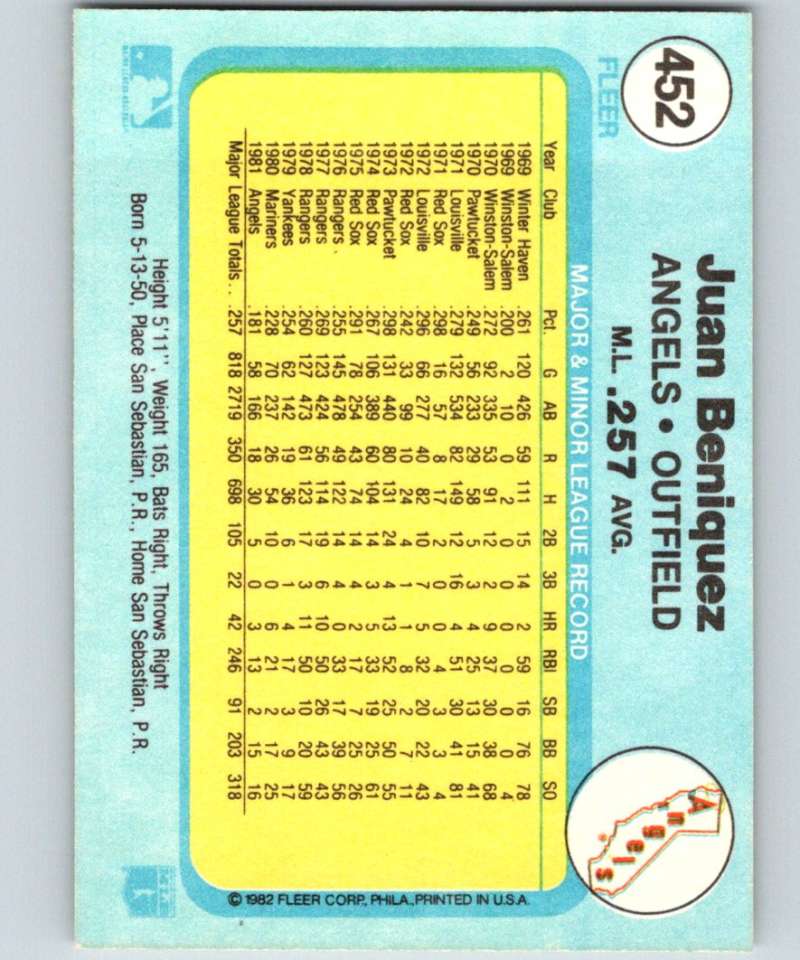 452
FLEER
Juan Beniquez
ANGELS • OUTFIELD
M.L. .257 AVG.
Angels
MAJOR & MINOR LEAGUE RECORD
Year Club Pct. G AB R H 2B 3B HR RBI SB BB SO
1969 Winter Haven .261 120 426 59 111 15 14 2 59 16 76 78
1969 Winston-Salem .200 2 10 0 2 0 0 0 0 0 0 4
1970 Winston-Salem .272 92 335 53 91 12 2 9 37 30 38 68
1970 Pawtucket .249 56 233 29 58 5 3 4 25 13 15 41
1971 Louisville .279 132 534 82 149 12 16 4 51 30 41 81
1971 Red Sox .298 16 57 8 17 2 0 0 4 3 3 4
1972 Louisville .296 66 277 40 82 10 7 5 32 20 22 43
1972 Red Sox .242 33 99 10 24 4 1 1 8 2 7 11
1973 Pawtucket .298 131 440 80 131 24 4 13 52 25 50 55
1974 Red Sox .267 106 389 60 104 14 3 5 33 19 25 61
1975 Red Sox .291 78 254 43 74 14 4 2 17 7 25 26
1976 Rangers . .255 145 478 49 122 14 4 0 33 17 39 56
1977 Rangers .269 123 424 56 114 19 6 10 50 26 43 43
1978 Rangers .260 127 473 61 123 17 3 11 50 10 20 59
1979 Yankees .254 62 142 19 36 6 1 4 17 3 9 17
1980 Mariners .228 70 237 26 54 10 0 6 21 2 17 25
1981 Angels .181 58 166 18 30 5 0 3 13 2 15 16
Major League Totals . . .257 818 2719 350 698 105 22 42 246 91 203 318
Height 5'11", Weight 165, Bats Right, Throws Right
Born 5-13-50, Place San Sebastian, P.R., Home San Sebastian, P.R.
© 1982 FLEER CORP., PHILA., PRINTED IN U.S.A.